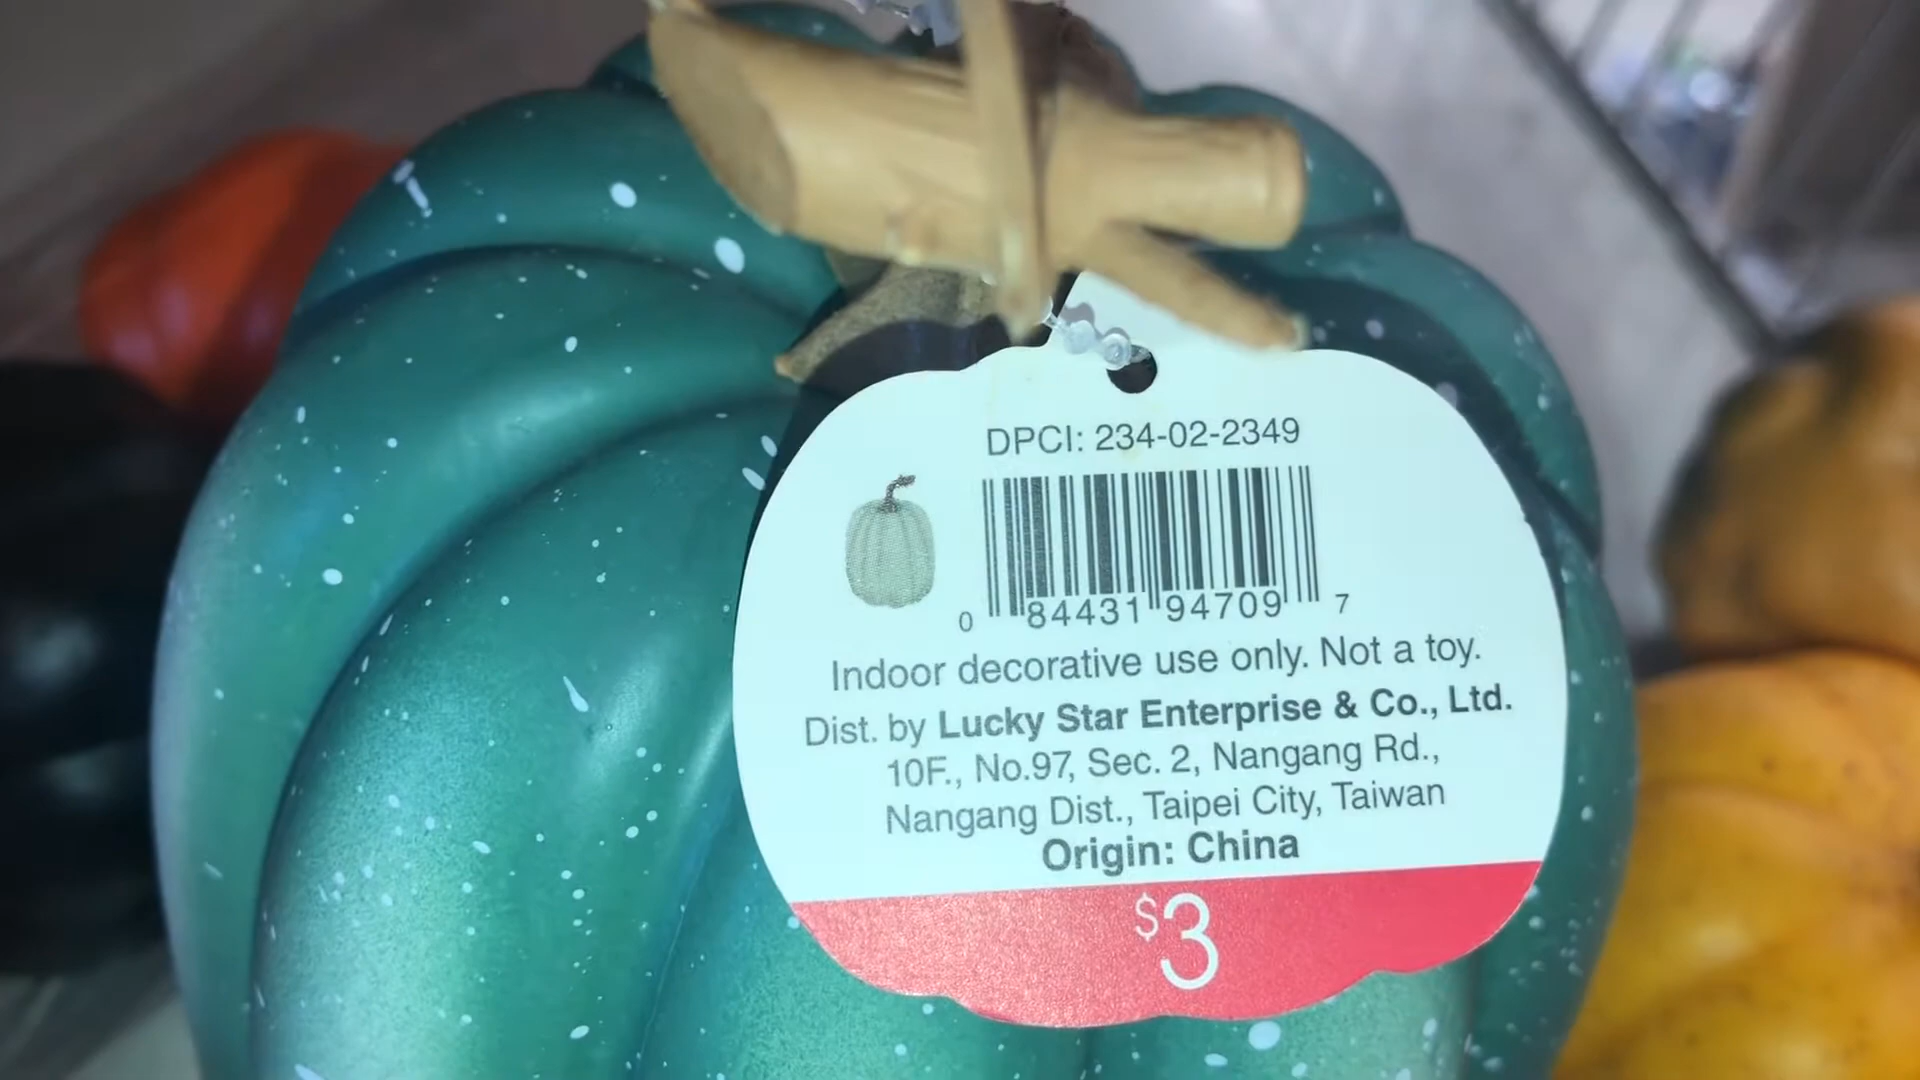 DPCI: 234-02-2349
0 84431 94709 7
Indoor decorative use only. Not a toy.
Dist. by Lucky Star Enterprise & Co., Ltd.
10F., No.97, Sec. 2, Nangang Rd.,
Nangang Dist., Taipei City, Taiwan
Origin: China
$3